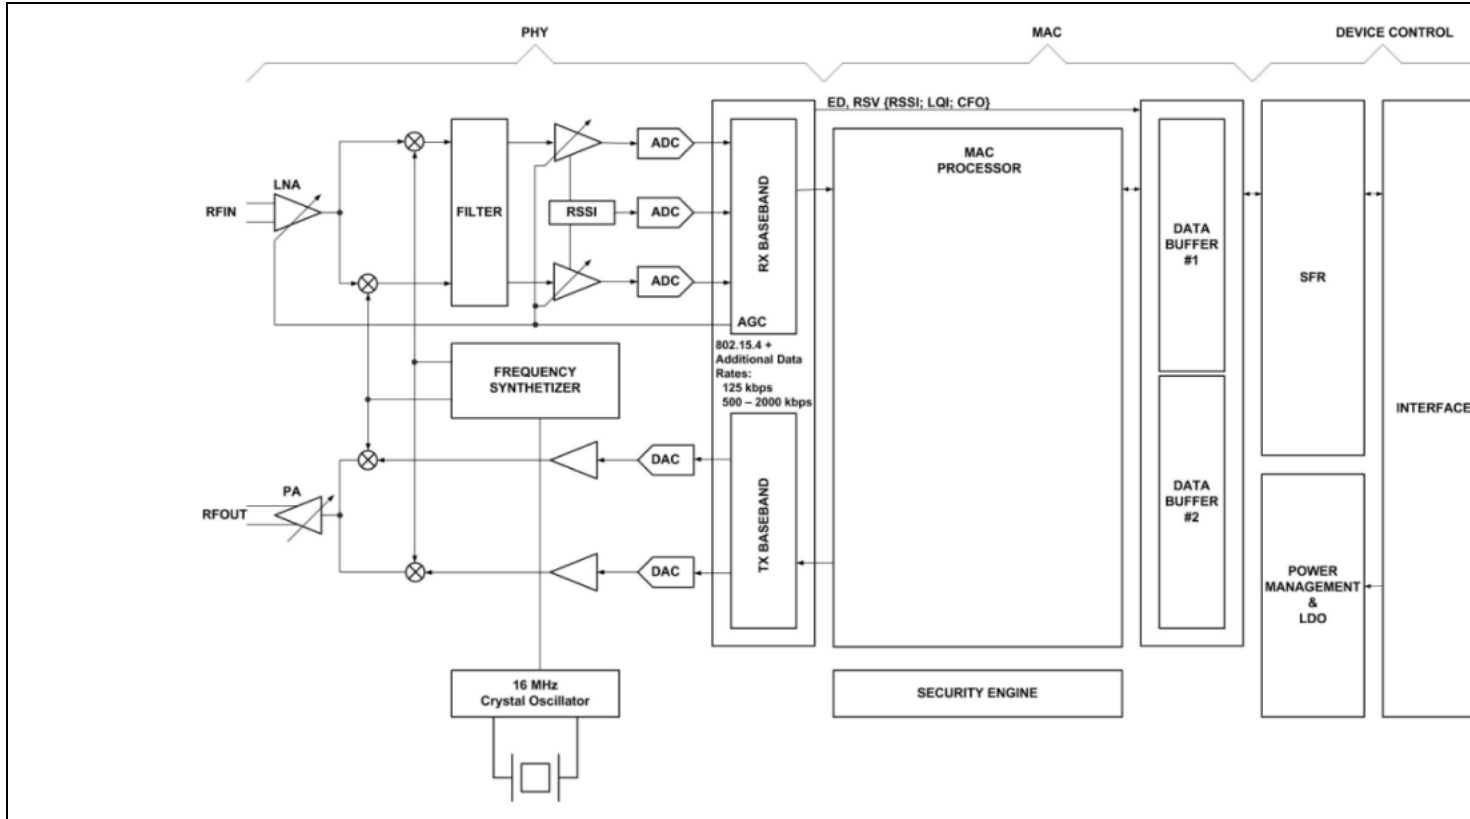 PHY
MAC
DEVICE CONTROL
ED, RSV {RSSI; LQI; CFO}
LNA
RFIN
FILTER
ADC
RSSI
ADC
ADC
RX BASEBAND
AGC
MAC
PROCESSOR
DATA
BUFFER
#1
SFR
INTERFACE
802.15.4 +
Additional Data
Rates:
125 kbps
500 – 2000 kbps
FREQUENCY
SYNTHETIZER
PA
RFOUT
DAC
DAC
TX BASEBAND
DATA
BUFFER
#2
POWER
MANAGEMENT
&
LDO
16 MHz
Crystal Oscillator
SECURITY ENGINE